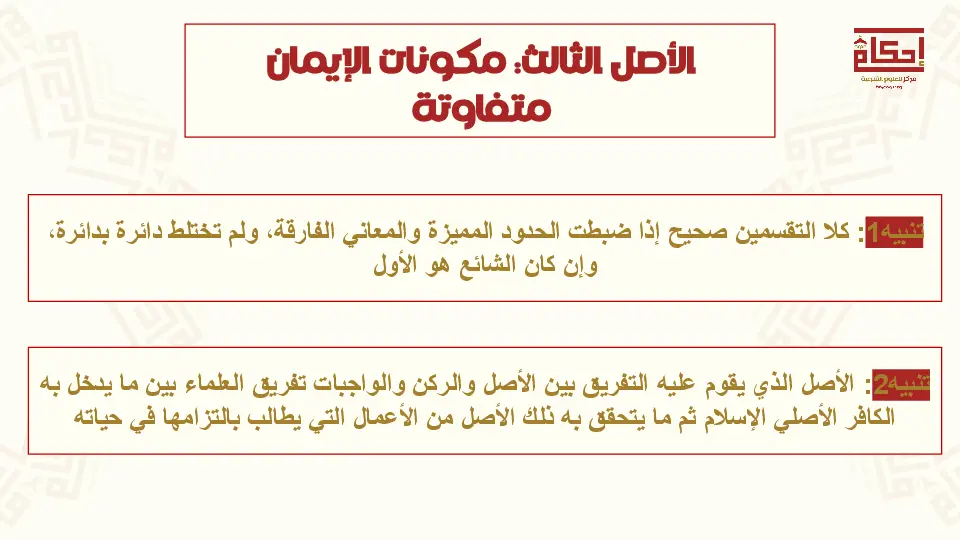 الأصل الثالث: مكونات الإيمان
متفاوتة
إحكام
مركز للعلوم الشرعية
تنبيه1: كلا التقسمين صحيح إذا ضبطت الحدود المميزة والمعاني الفارقة، ولم تختلط دائرة بدائرة،
وإن كان الشائع هو الأول
تنبيه2: الأصل الذي يقوم عليه التفريق بين الأصل والركن والواجبات تفريق العلماء بين ما يدخل به
الكافر الأصلي الإسلام ثم ما يتحقق به ذلك الأصل من الأعمال التي يطالب بالتزامها في حياته